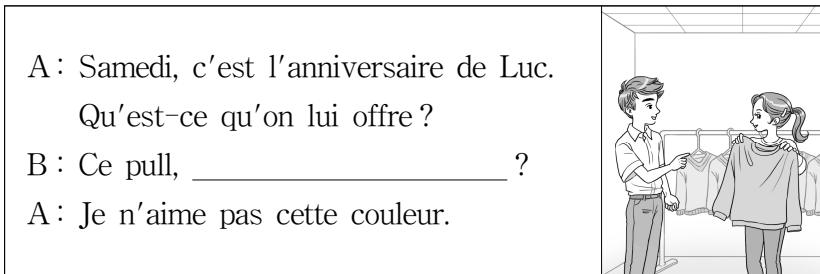 A : Samedi, c'est l'anniversaire de Luc.
Qu'est-ce qu'on lui offre ?
B : Ce pull, ____________________ ?
A : Je n'aime pas cette couleur.